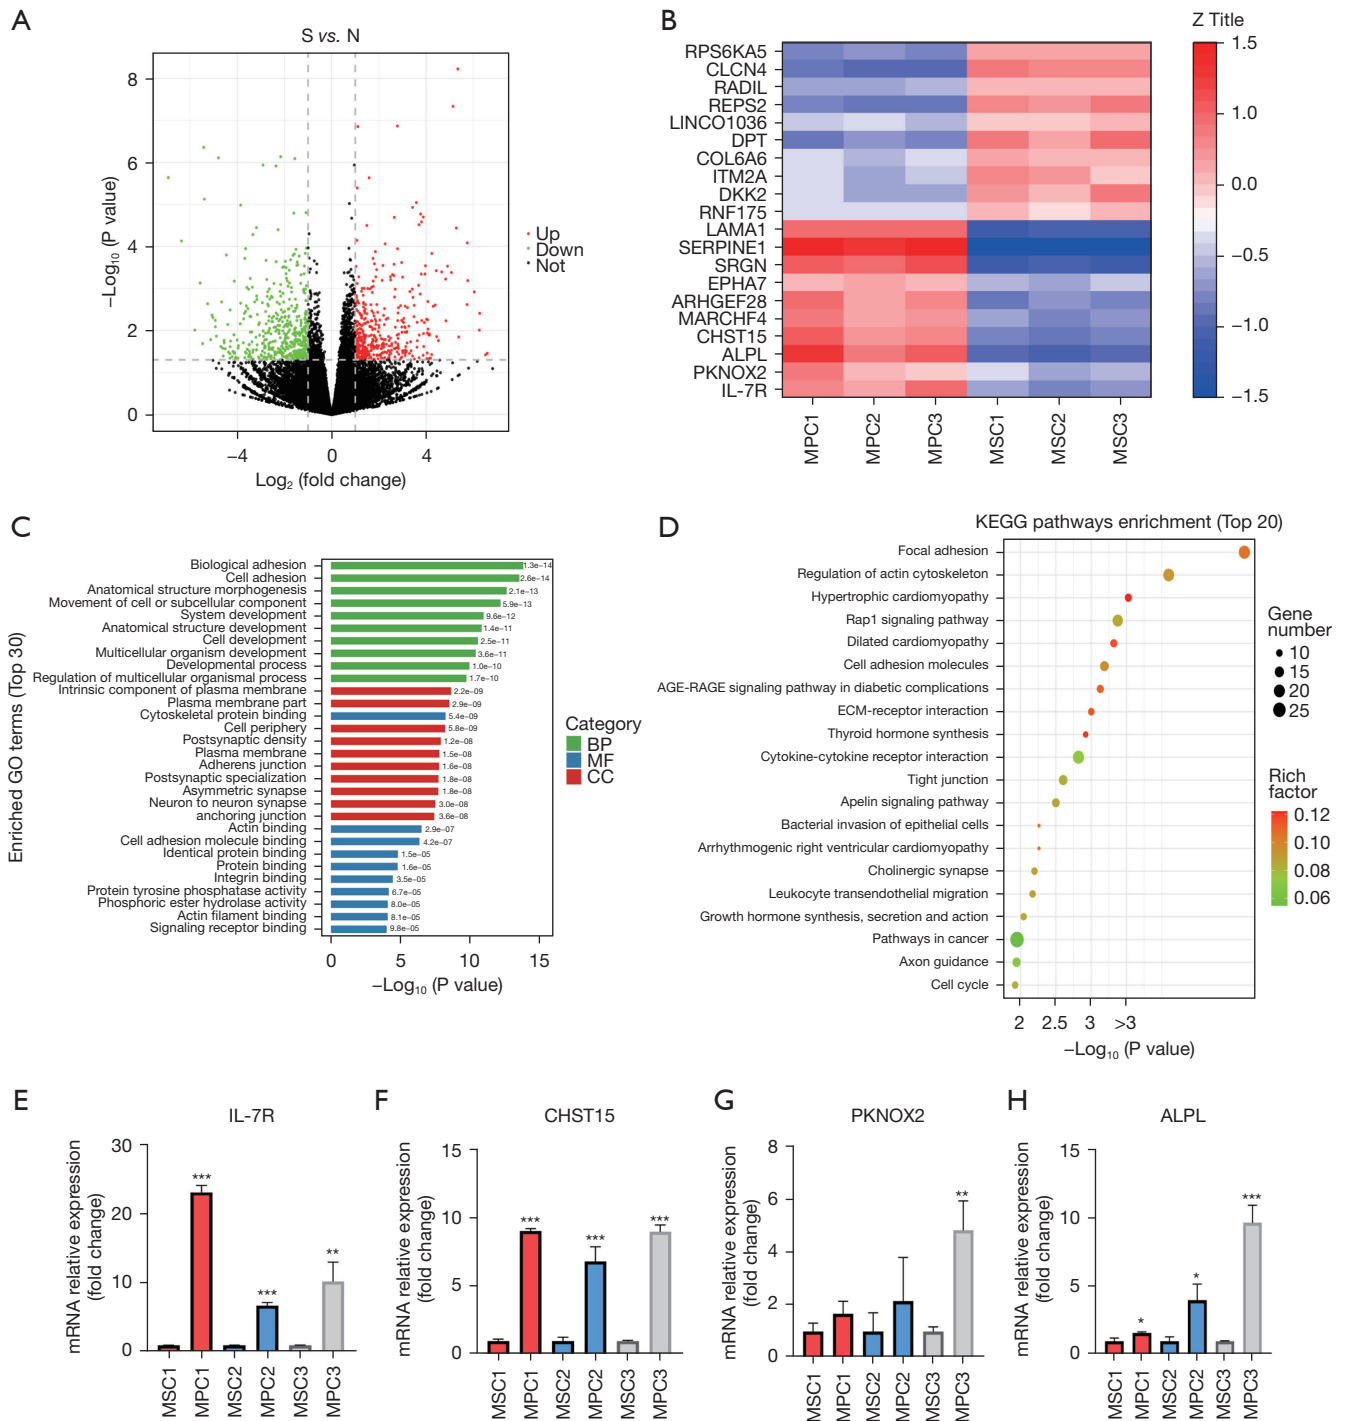 A
S vs. N
8
6
4
2
0
−4
0
4
−Log10 (P value)
Log2 (fold change)
Up
Down
Not
B
Z Title
RPS6KA5
CLCN4
RADIL
REPS2
LINCO1036
DPT
COL6A6
ITM2A
DKK2
RNF175
LAMA1
SERPINE1
SRGN
EPHA7
ARHGEF28
MARCHF4
CHST15
ALPL
PKNOX2
IL-7R
MPC1
MPC2
MPC3
MSC1
MSC2
MSC3
1.5
1.0
0.0
−0.5
−1.0
−1.5
C
Enriched GO terms (Top 30)
Biological adhesion 1.3e-14
Cell adhesion 2.6e-14
Anatomical structure morphogenesis 2.1e-13
Movement of cell or subcellular component 5.9e-13
System development 9.6e-12
Anatomical structure development 1.4e-11
Cell development 2.5e-11
Multicellular organism development 3.6e-11
Developmental process 1.0e-10
Regulation of multicellular organismal process 1.7e-10
Intrinsic component of plasma membrane 2.2e-09
Plasma membrane part 2.9e-09
Cytoskeletal protein binding 5.4e-09
Cell periphery 5.8e-09
Postsynaptic density 1.2e-08
Plasma membrane 1.5e-08
Adherens junction 1.6e-08
Postsynaptic specialization 1.8e-08
Asymmetric synapse 1.8e-08
Neuron to neuron synapse 3.0e-08
anchoring junction 3.6e-08
Actin binding 2.9e-07
Cell adhesion molecule binding 4.2e-07
Identical protein binding 1.5e-05
Protein binding 1.6e-05
Integrin binding 3.5e-05
Protein tyrosine phosphatase activity 6.7e-05
Phosphoric ester hydrolase activity 8.0e-05
Actin filament binding 8.1e-05
Signaling receptor binding 9.8e-05
0
5
10
15
−Log10 (P value)
Category
BP
MF
CC
D
KEGG pathways enrichment (Top 20)
Focal adhesion
Regulation of actin cytoskeleton
Hypertrophic cardiomyopathy
Rap1 signaling pathway
Dilated cardiomyopathy
Cell adhesion molecules
AGE-RAGE signaling pathway in diabetic complications
ECM-receptor interaction
Thyroid hormone synthesis
Cytokine-cytokine receptor interaction
Tight junction
Apelin signaling pathway
Bacterial invasion of epithelial cells
Arrhythmogenic right ventricular cardiomyopathy
Cholinergic synapse
Leukocyte transendothelial migration
Growth hormone synthesis, secretion and action
Pathways in cancer
Axon guidance
Cell cycle
2
2.5
3
>3
−Log10 (P value)
Gene
number
10
15
20
25
Rich
factor
0.12
0.10
0.08
0.06
E
IL-7R
mRNA relative expression
(fold change)
30
20
10
0
***
***
**
MSC1
MPC1
MSC2
MPC2
MSC3
MPC3
F
CHST15
mRNA relative expression
(fold change)
15
10
5
0
***
***
***
MSC1
MPC1
MSC2
MPC2
MSC3
MPC3
G
PKNOX2
mRNA relative expression
(fold change)
8
6
4
2
0
**
MSC1
MPC1
MSC2
MPC2
MSC3
MPC3
H
ALPL
mRNA relative expression
(fold change)
15
10
5
0
*
*
***
MSC1
MPC1
MSC2
MPC2
MSC3
MPC3